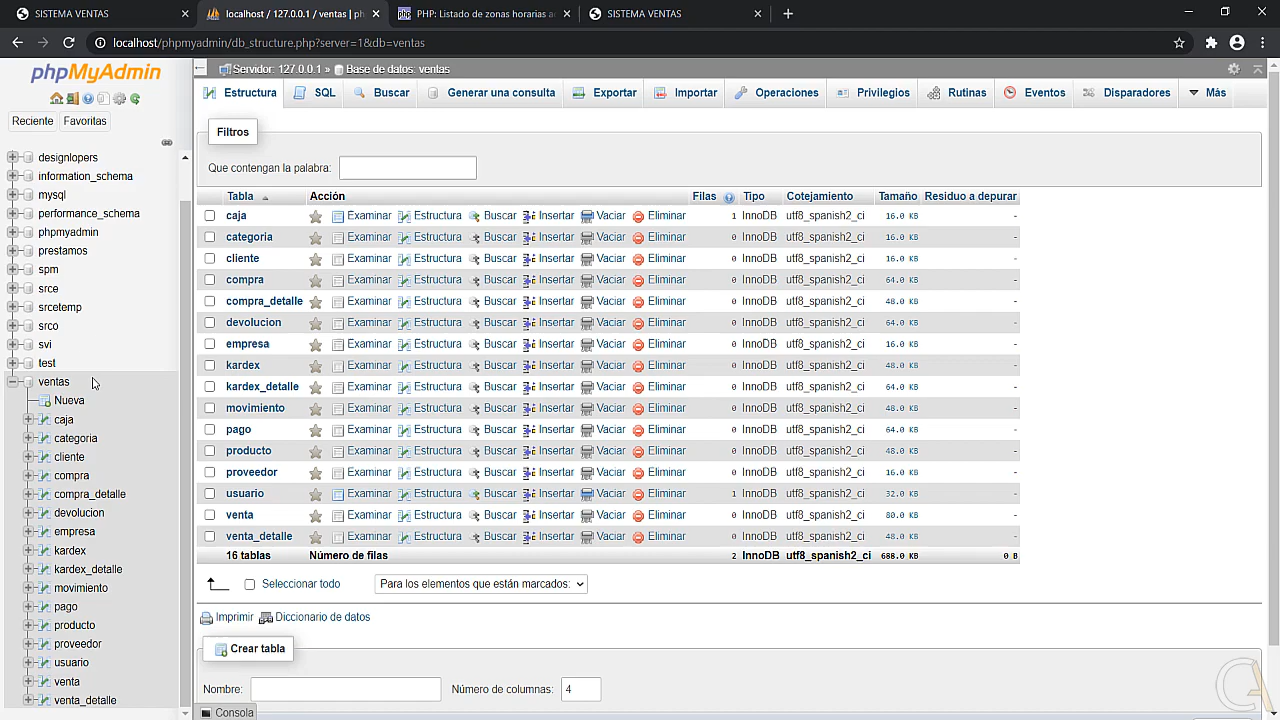 SISTEMA VENTAS
localhost / 127.0.0.1 / ventas | ph
PHP: Listado de zonas horarias a
SISTEMA VENTAS
localhost/phpmyadmin/db_structure.php?server=1&db=ventas
phpMyAdmin
Reciente Favoritas
designlopers
information_schema
mysql
performance_schema
phpmyadmin
prestamos
spm
srce
srcetemp
srco
svi
test
ventas
Nueva
caja
categoria
cliente
compra
compra_detalle
devolucion
empresa
kardex
kardex_detalle
movimiento
pago
producto
proveedor
usuario
venta
venta_detalle
Servidor: 127.0.0.1 » Base de datos: ventas
Estructura SQL Buscar Generar una consulta Exportar Importar Operaciones Privilegios Rutinas Eventos Disparadores Más
Filtros
Que contengan la palabra:
Tabla Acción Filas Tipo Cotejamiento Tamaño Residuo a depurar
caja Examinar Estructura Buscar Insertar Vaciar Eliminar 1 InnoDB utf8_spanish2_ci 16.0 KB -
categoria Examinar Estructura Buscar Insertar Vaciar Eliminar 0 InnoDB utf8_spanish2_ci 16.0 KB -
cliente Examinar Estructura Buscar Insertar Vaciar Eliminar 0 InnoDB utf8_spanish2_ci 16.0 KB -
compra Examinar Estructura Buscar Insertar Vaciar Eliminar 0 InnoDB utf8_spanish2_ci 64.0 KB -
compra_detalle Examinar Estructura Buscar Insertar Vaciar Eliminar 0 InnoDB utf8_spanish2_ci 48.0 KB -
devolucion Examinar Estructura Buscar Insertar Vaciar Eliminar 0 InnoDB utf8_spanish2_ci 64.0 KB -
empresa Examinar Estructura Buscar Insertar Vaciar Eliminar 0 InnoDB utf8_spanish2_ci 16.0 KB -
kardex Examinar Estructura Buscar Insertar Vaciar Eliminar 0 InnoDB utf8_spanish2_ci 48.0 KB -
kardex_detalle Examinar Estructura Buscar Insertar Vaciar Eliminar 0 InnoDB utf8_spanish2_ci 64.0 KB -
movimiento Examinar Estructura Buscar Insertar Vaciar Eliminar 0 InnoDB utf8_spanish2_ci 48.0 KB -
pago Examinar Estructura Buscar Insertar Vaciar Eliminar 0 InnoDB utf8_spanish2_ci 64.0 KB -
producto Examinar Estructura Buscar Insertar Vaciar Eliminar 0 InnoDB utf8_spanish2_ci 48.0 KB -
proveedor Examinar Estructura Buscar Insertar Vaciar Eliminar 0 InnoDB utf8_spanish2_ci 16.0 KB -
usuario Examinar Estructura Buscar Insertar Vaciar Eliminar 1 InnoDB utf8_spanish2_ci 32.0 KB -
venta Examinar Estructura Buscar Insertar Vaciar Eliminar 0 InnoDB utf8_spanish2_ci 80.0 KB -
venta_detalle Examinar Estructura Buscar Insertar Vaciar Eliminar 0 InnoDB utf8_spanish2_ci 48.0 KB -
16 tablas Número de filas 2 InnoDB utf8_spanish2_ci 688.0 KB 0 B
Seleccionar todo Para los elementos que están marcados:
Imprimir Diccionario de datos
Crear tabla
Nombre: Número de columnas: 4
Consola